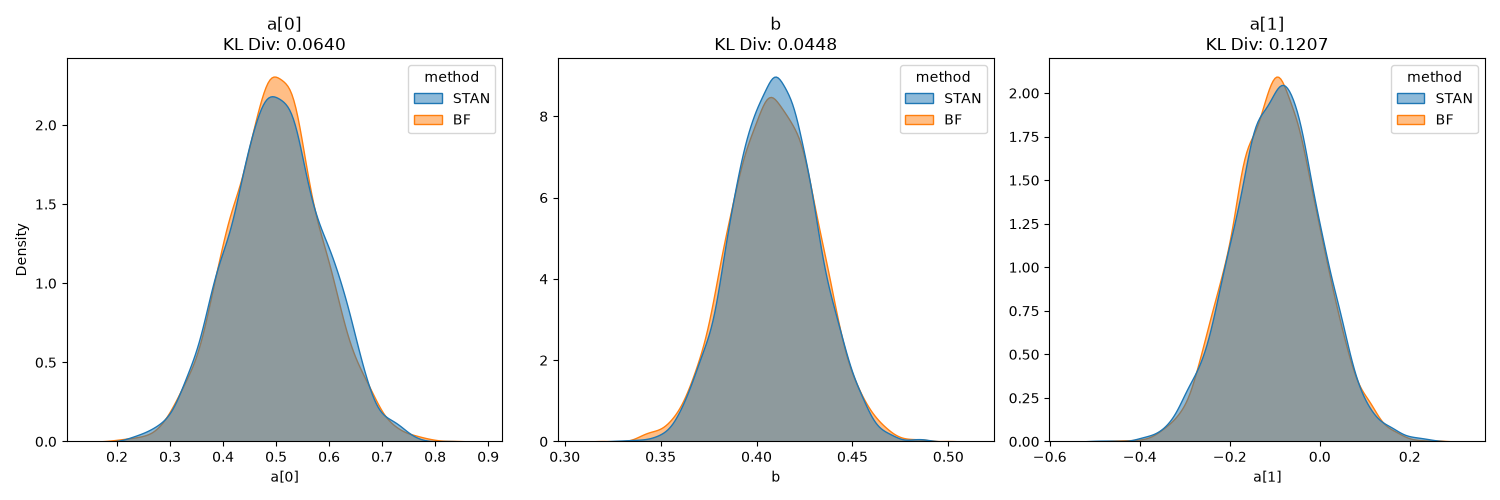 a[0]
KL Div: 0.0640
method
STAN
BF
Density
2.0
1.5
1.0
0.5
0.0
0.2 0.3 0.4 0.5 0.6 0.7 0.8 0.9
a[0]
b
KL Div: 0.0448
method
STAN
BF
8
6
4
2
0
0.30 0.35 0.40 0.45 0.50
b
a[1]
KL Div: 0.1207
method
STAN
BF
2.00
1.75
1.50
1.25
1.00
0.75
0.50
0.25
0.00
−0.6 −0.4 −0.2 0.0 0.2
a[1]